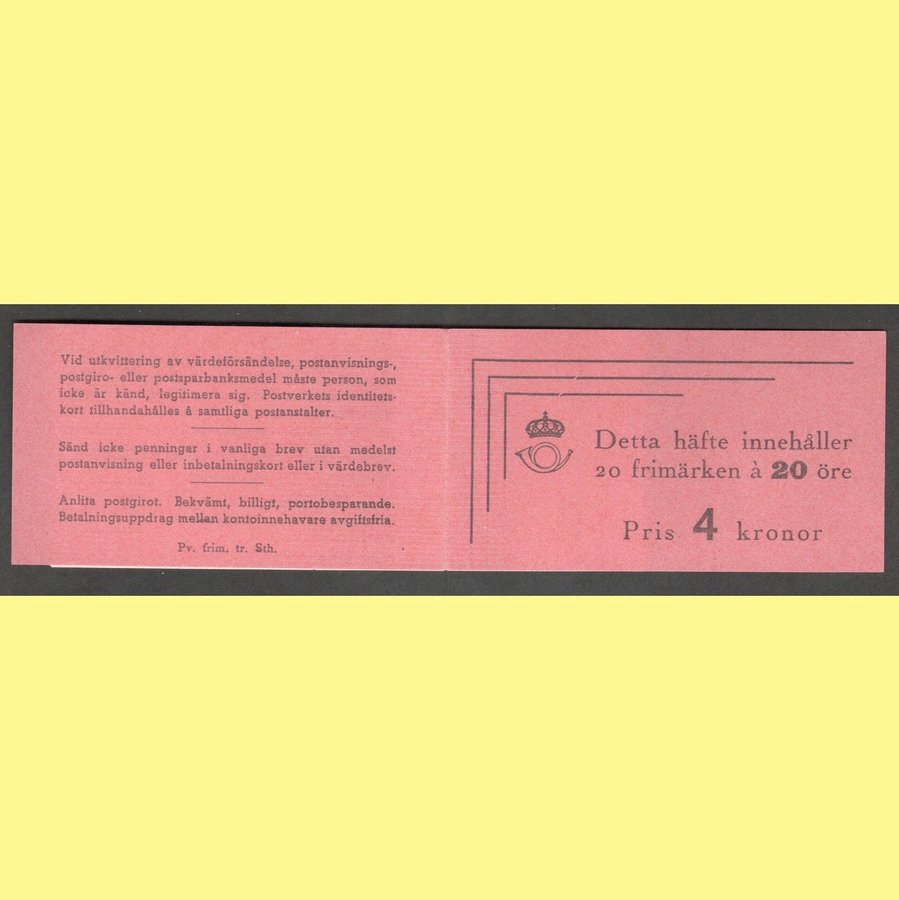 Vid utkvittering av värdeförsändelse, postanvisnings-,
postgiro- eller postsparbanksmedel måste person, som
icke är känd, legitimera sig. Postverkets identitets-
kort tillhandahålles å samtliga postanstalter.
Sänd icke penningar i vanliga brev utan medelst
postanvisning eller inbetalningskort eller i värdebrev.
Anlita postgirot. Bekvämt, billigt, portobesparande.
Betalningsuppdrag mellan kontoinnehavare avgiftsfria.
Pv. frim. tr. Sth.
Detta häfte innehåller
20 frimärken à 20 öre
Pris 4 kronor